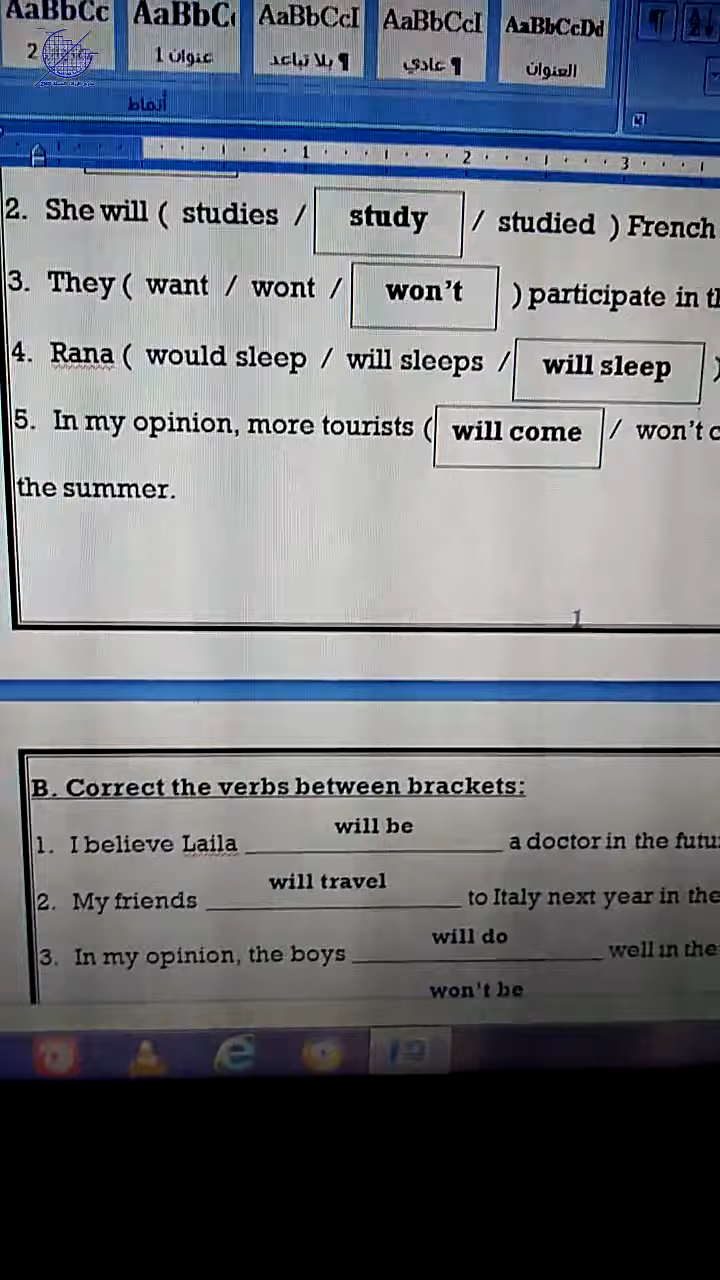 AaBbCc AaBbC AaBbCcI AaBbCcI AaBbCcDd
2 عنوان 1 ¶ بلا تباعد ¶ عادي العنوان
أنماط
1 2 3
2. She will ( studies / study / studied ) French
3. They ( want / wont / won't ) participate in
4. Rana ( would sleep / will sleeps / will sleep )
5. In my opinion, more tourists ( will come / won't
the summer.
1
B. Correct the verbs between brackets:
will be
1. I believe Laila ____ a doctor in the
will travel
2. My friends ____ to Italy next year in the
will do
3. In my opinion, the boys ____ well in the
won't be